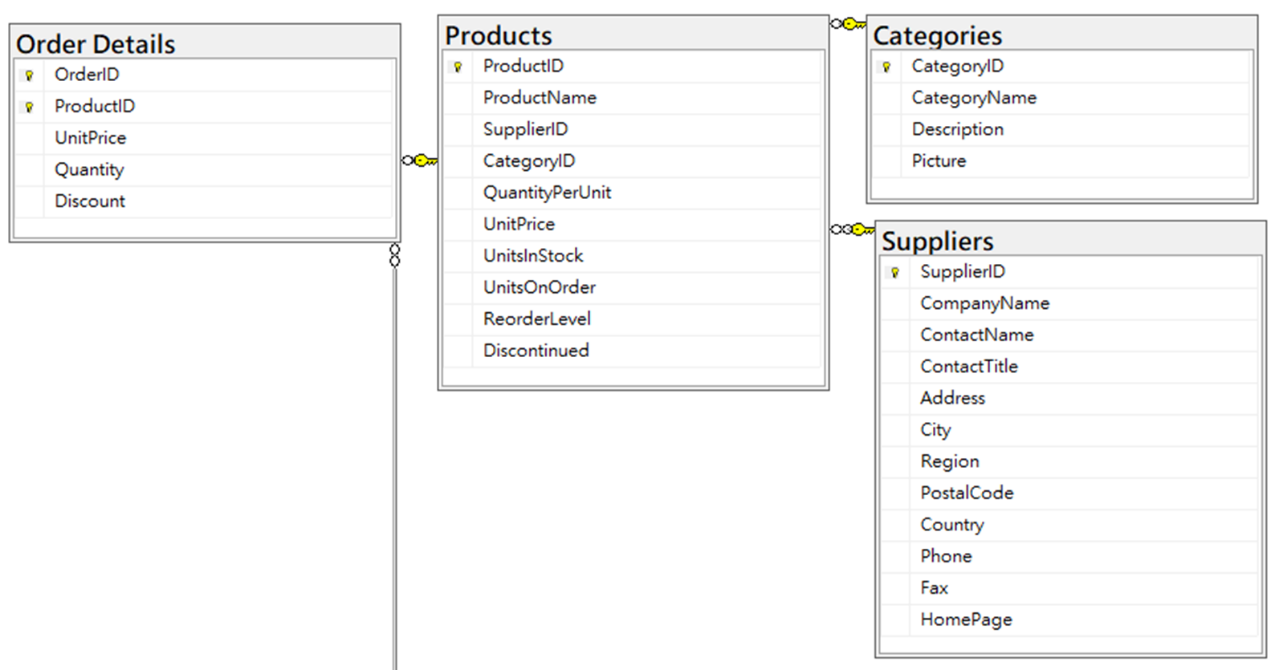 Order Details
OrderID
ProductID
UnitPrice
Quantity
Discount
Products
ProductID
ProductName
SupplierID
CategoryID
QuantityPerUnit
UnitPrice
UnitsInStock
UnitsOnOrder
ReorderLevel
Discontinued
Categories
CategoryID
CategoryName
Description
Picture
Suppliers
SupplierID
CompanyName
ContactName
ContactTitle
Address
City
Region
PostalCode
Country
Phone
Fax
HomePage